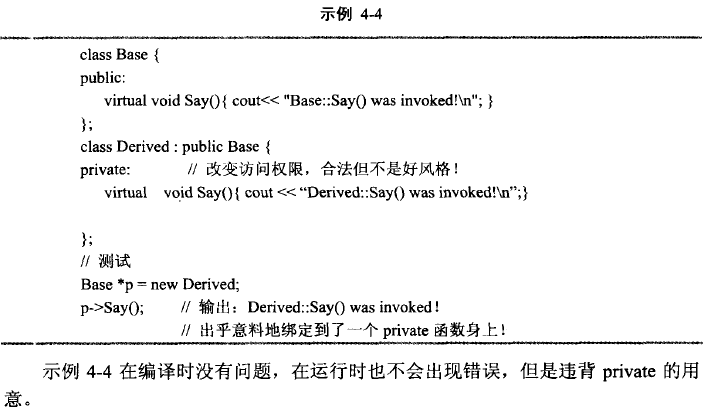 示例 4-4
class Base {
public:
virtual void Say(){ cout<< "Base::Say() was invoked!\n"; }
};
class Derived : public Base {
private: // 改变访问权限，合法但不是好风格！
virtual void Say(){ cout << “Derived::Say() was invoked!\n”;}
};
// 测试
Base *p = new Derived;
p->Say(); // 输出：Derived::Say() was invoked！
// 出乎意料地绑定到了一个 private 函数身上！
示例 4-4 在编译时没有问题，在运行时也不会出现错误，但是违背 private 的用
意。